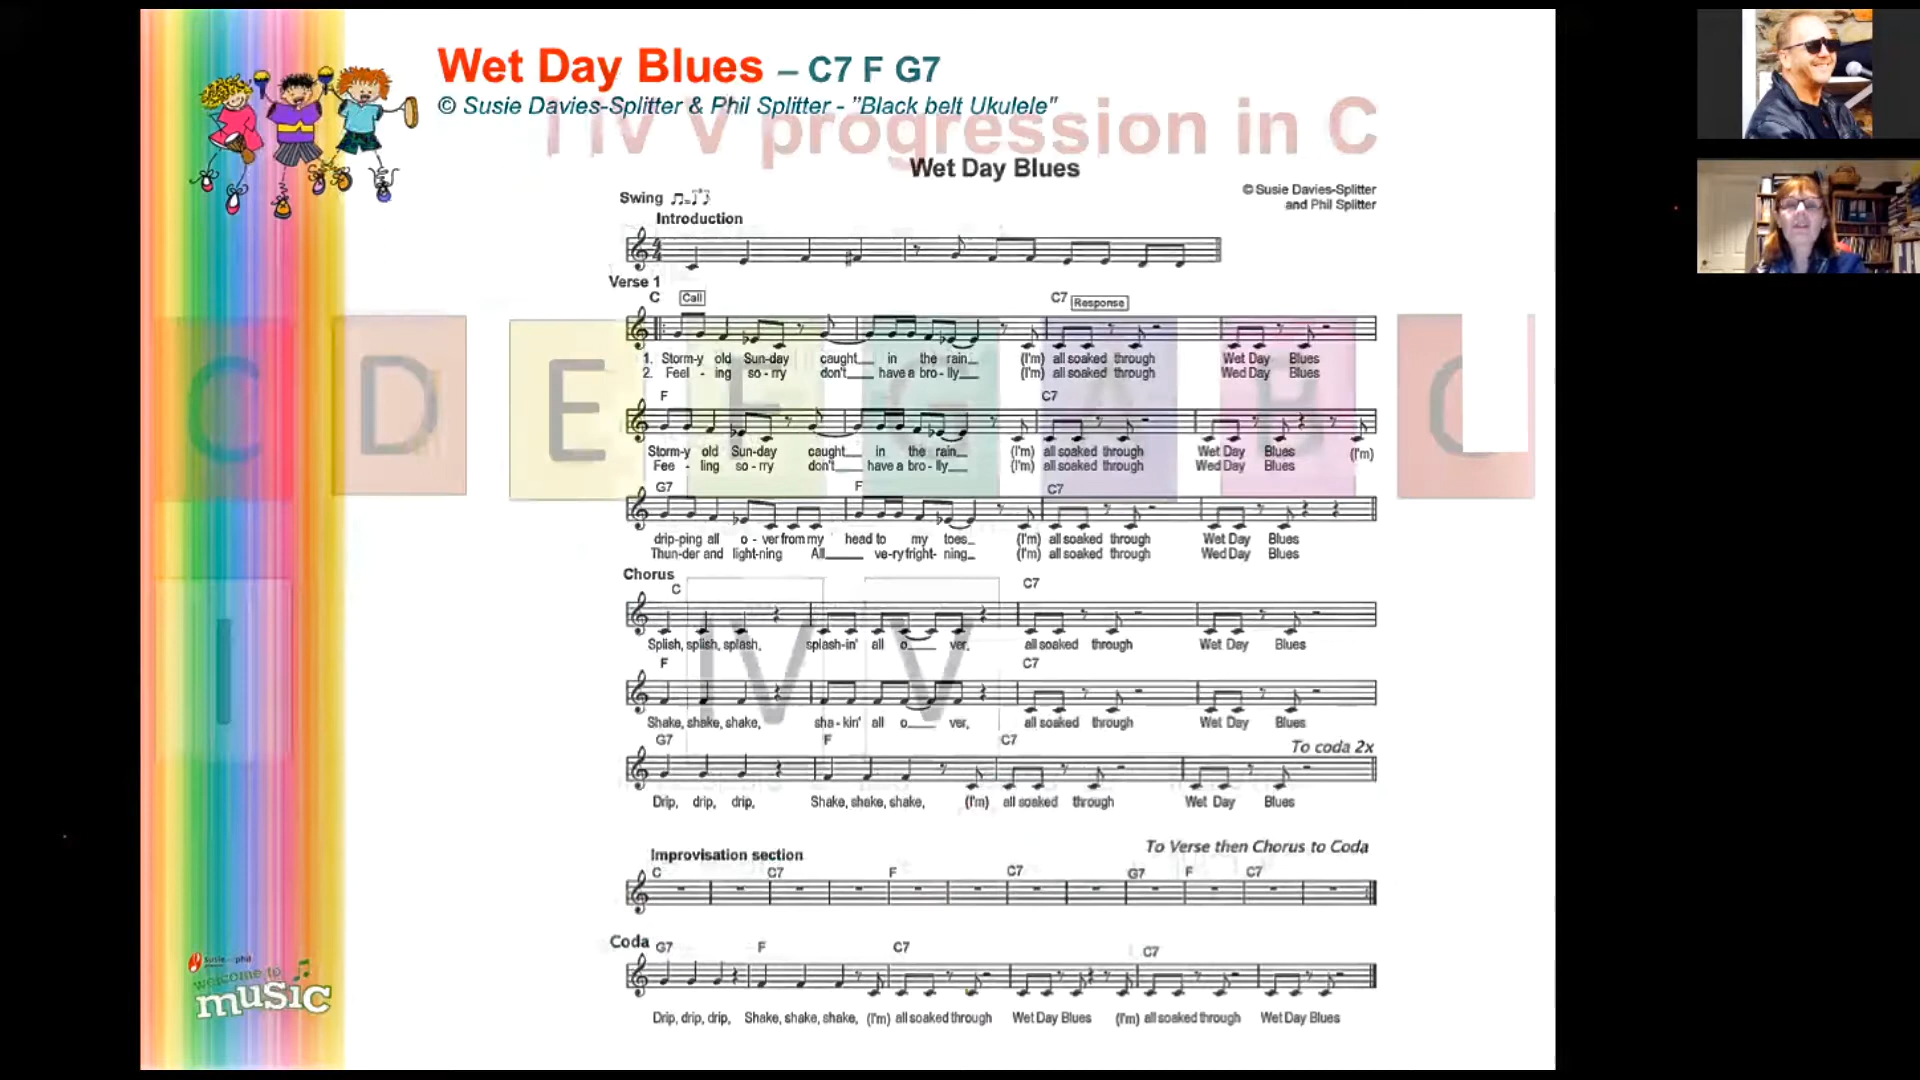 Wet Day Blues – C7 F G7
© Susie Davies-Splitter & Phil Splitter - "Black belt Ukulele"
I IV V progression in C
Wet Day Blues
Swing
© Susie Davies-Splitter
and Phil Splitter
Introduction
Verse 1
C Call C7 Response
1. Storm-y old Sun-day caught in the rain (I'm) all soaked through Wet Day Blues
2. Feel - ing so - rry don't have a bro - lly (I'm) all soaked through Wed Day Blues
C D E F G A B C
F C7
Storm-y old Sun-day caught in the rain (I'm) all soaked through Wet Day Blues (I'm)
Fee - ling so - rry don't have a bro - lly (I'm) all soaked through Wed Day Blues
G7 F C7
drip-ping all o - ver from my head to my toes (I'm) all soaked through Wet Day Blues
Thun-der and light-ning All ve-ry fright- ning (I'm) all soaked through Wed Day Blues
Chorus
C C7
Splish, splish, splash, splash-in' all o ver, all soaked through Wet Day Blues
I IV V
F C7
Shake, shake, shake, sha - kin' all o ver, all soaked through Wet Day Blues
G7 F C7 To coda 2x
Drip, drip, drip, Shake, shake, shake, (I'm) all soaked through Wet Day Blues
To Verse then Chorus to Coda
Improvisation section
C C7 F C7 G7 F C7
Coda G7 F C7 C7
Drip, drip, drip, Shake, shake, shake, (I'm) all soaked through Wet Day Blues (I'm) all soaked through Wet Day Blues
susie and phil
welcome to
music